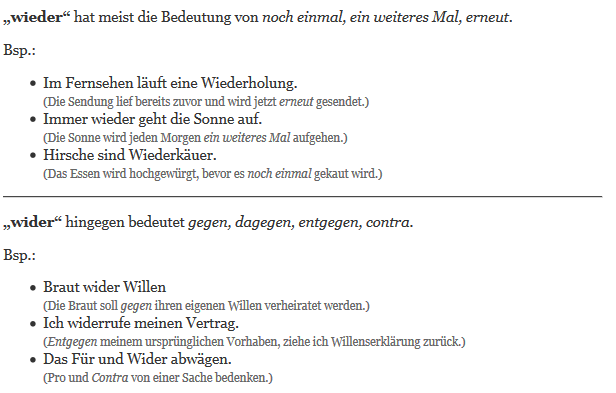 „wieder“ hat meist die Bedeutung von noch einmal, ein weiteres Mal, erneut.
Bsp.:
• Im Fernsehen läuft eine Wiederholung.
(Die Sendung lief bereits zuvor und wird jetzt erneut gesendet.)
• Immer wieder geht die Sonne auf.
(Die Sonne wird jeden Morgen ein weiteres Mal aufgehen.)
• Hirsche sind Wiederkäuer.
(Das Essen wird hochgewürgt, bevor es noch einmal gekaut wird.)
„wider“ hingegen bedeutet gegen, dagegen, entgegen, contra.
Bsp.:
• Braut wider Willen
(Die Braut soll gegen ihren eigenen Willen verheiratet werden.)
• Ich widerrufe meinen Vertrag.
(Entgegen meinem ursprünglichen Vorhaben, ziehe ich Willenserklärung zurück.)
• Das Für und Wider abwägen.
(Pro und Contra von einer Sache bedenken.)